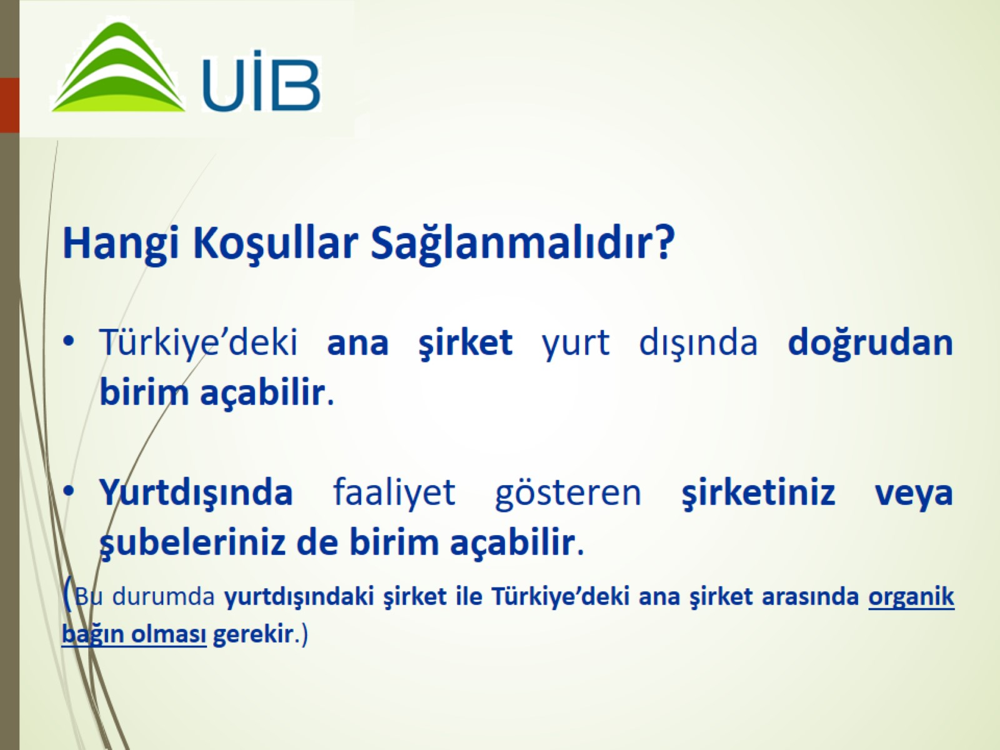 UİB
Hangi Koşullar Sağlanmalıdır?
• Türkiye’deki ana şirket yurt dışında doğrudan
birim açabilir.
• Yurtdışında faaliyet gösteren şirketiniz veya
şubeleriniz de birim açabilir.
(Bu durumda yurtdışındaki şirket ile Türkiye’deki ana şirket arasında organik
bağın olması gerekir.)